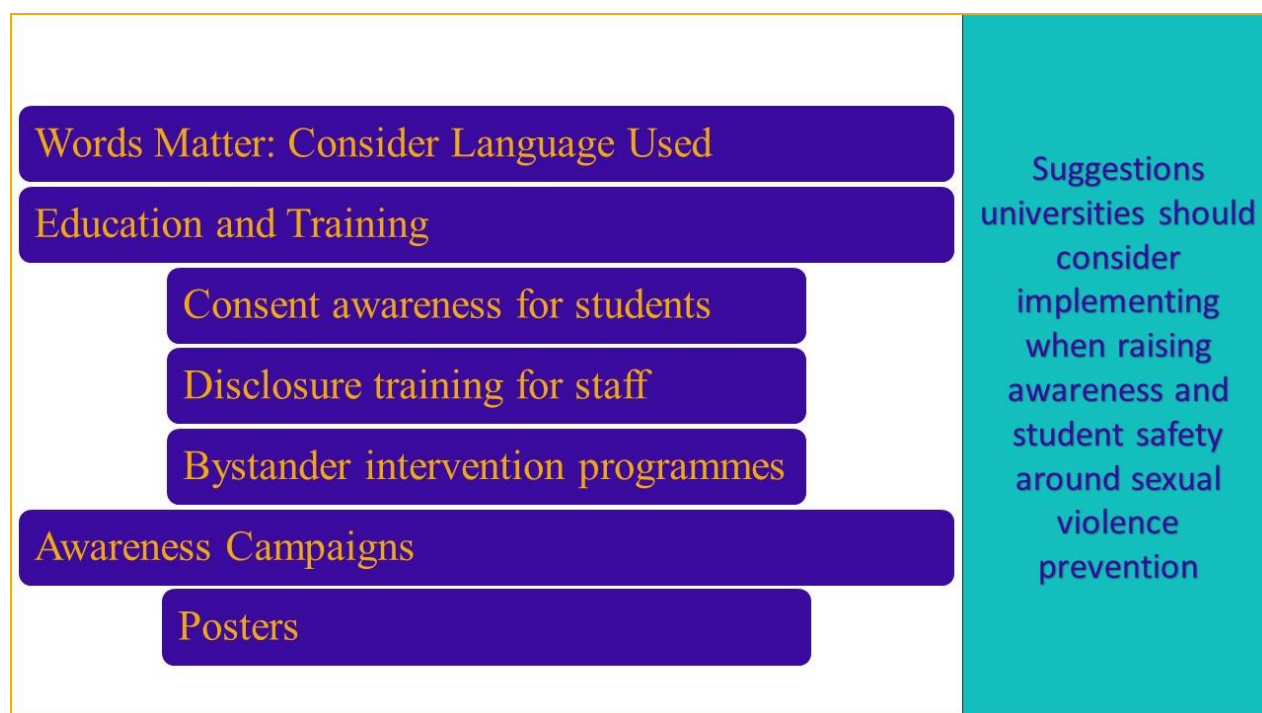 Words Matter: Consider Language Used
Education and Training
Consent awareness for students
Disclosure training for staff
Bystander intervention programmes
Awareness Campaigns
Posters
Suggestions
universities should
consider
implementing
when raising
awareness and
student safety
around sexual
violence
prevention